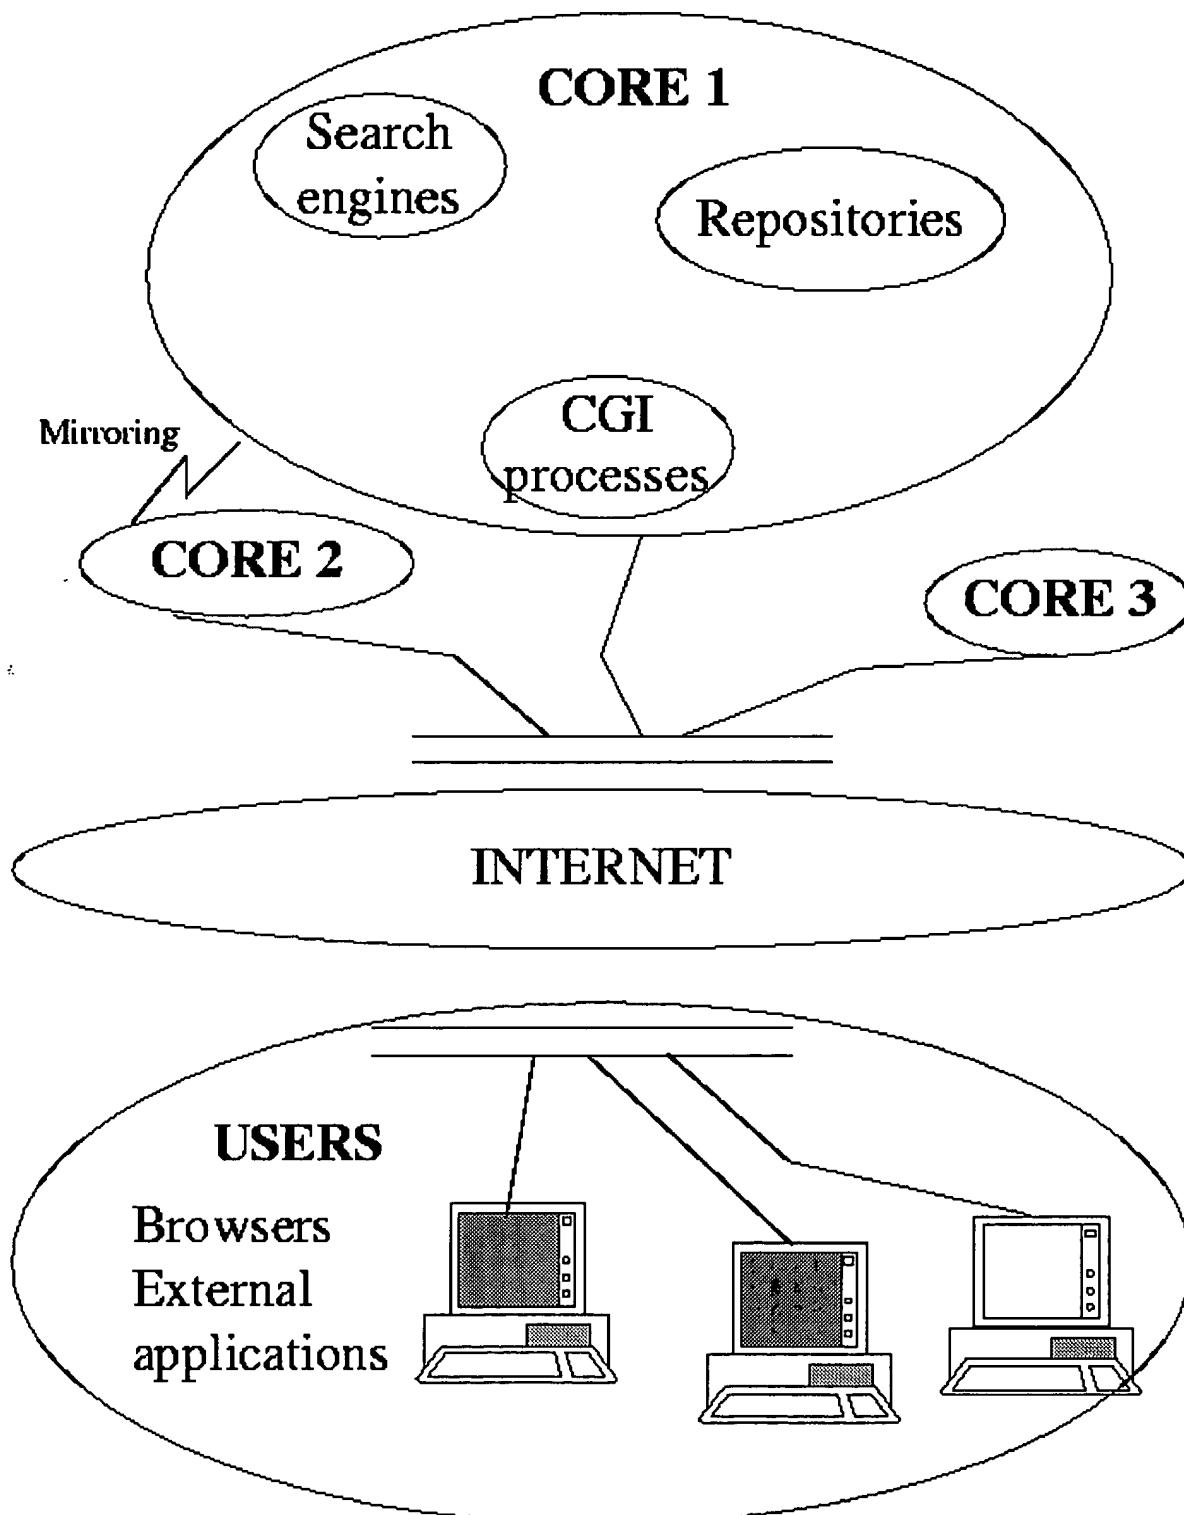 CORE 1
Search
engines
Repositories
CGI
processes
Mirroring
CORE 2
CORE 3
INTERNET
USERS
Browsers
External
applications